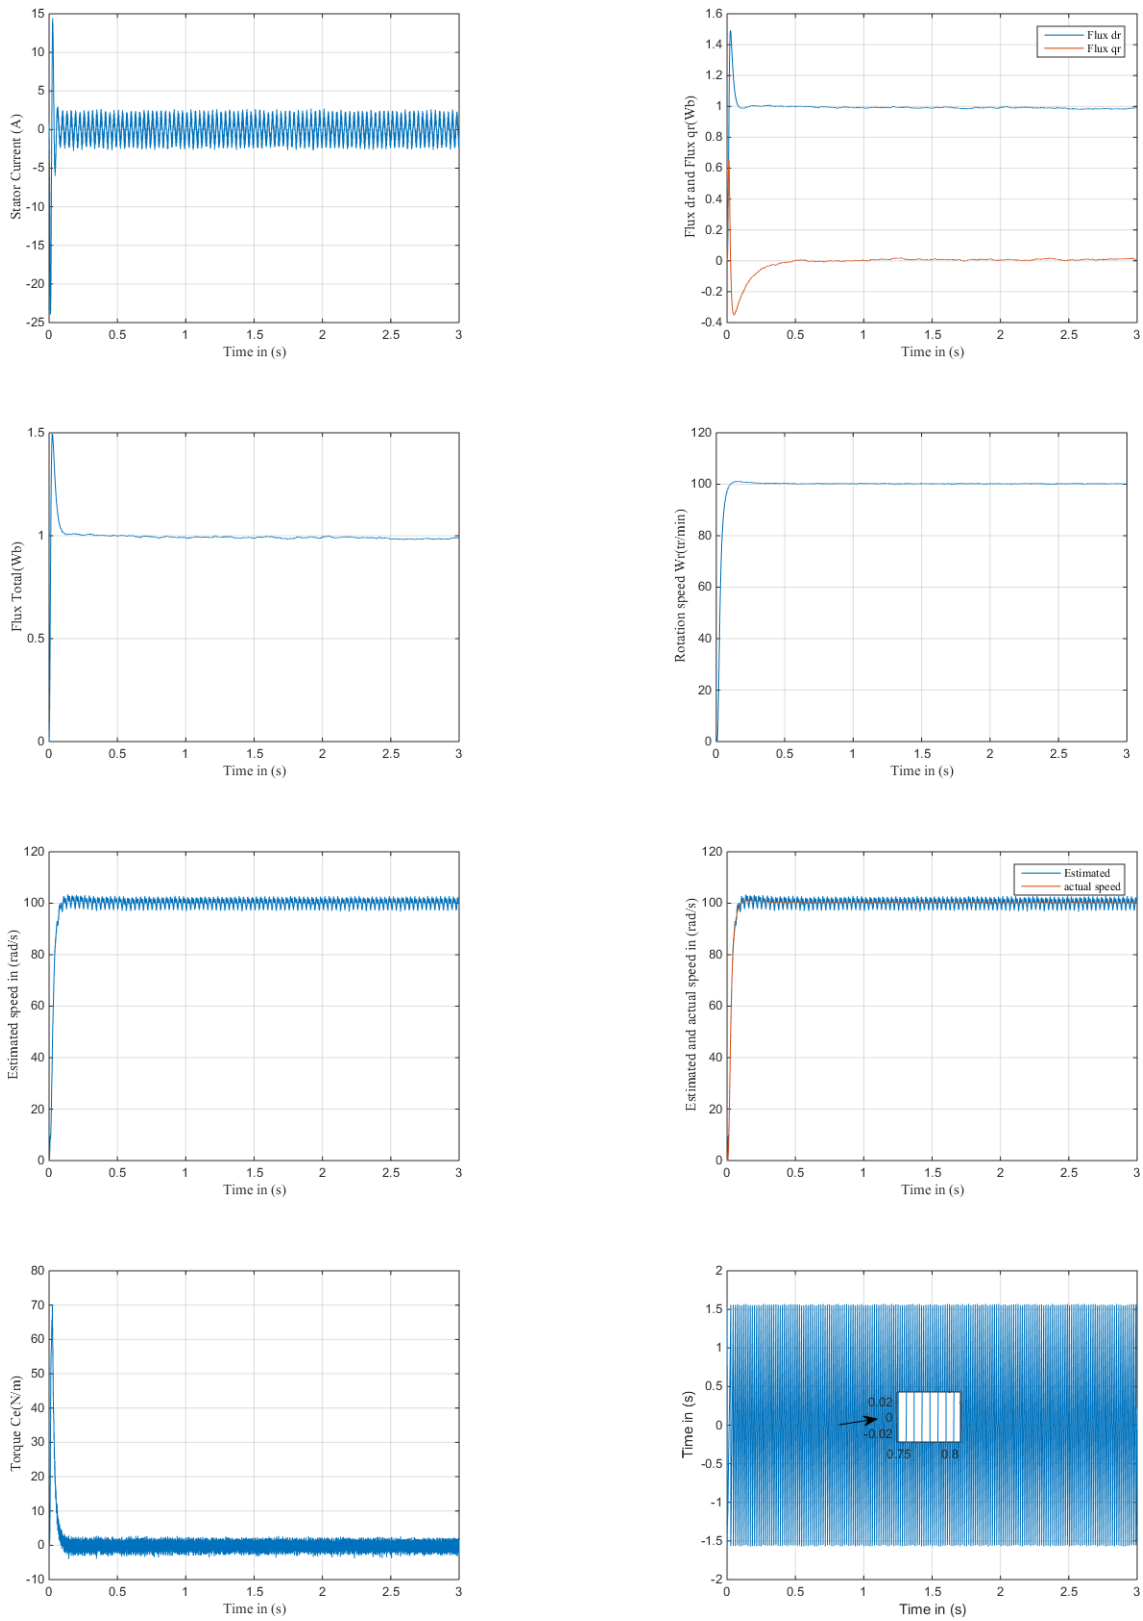 15
10
5
0
-5
-10
-15
-20
-25
0 0.5 1 1.5 2 2.5 3
Stator Current (A)
Time in (s)
1.6
1.4
1.2
1
0.8
0.6
0.4
0.2
0
-0.2
-0.4
0 0.5 1 1.5 2 2.5 3
Flux dr and Flux qr(Wb)
Time in (s)
Flux dr
Flux qr
1.5
1
0.5
0
0 0.5 1 1.5 2 2.5 3
Flux Total(Wb)
Time in (s)
120
100
80
60
40
20
0
0 0.5 1 1.5 2 2.5 3
Rotation speed Wr(tr/min)
Time in (s)
120
100
80
60
40
20
0
0 0.5 1 1.5 2 2.5 3
Estimated speed in (rad/s)
Time in (s)
120
100
80
60
40
20
0
0 0.5 1 1.5 2 2.5 3
Estimated and actual speed in (rad/s)
Time in (s)
Estimated
actual speed
80
70
60
50
40
30
20
10
0
-10
0 0.5 1 1.5 2 2.5 3
Torque Ce(N/m)
Time in (s)
2
1.5
1
0.5
0
-0.5
-1
-1.5
-2
0 0.5 1 1.5 2 2.5 3
Time in (s)
Time in (s)
0.02
0
-0.02
0.75 0.8